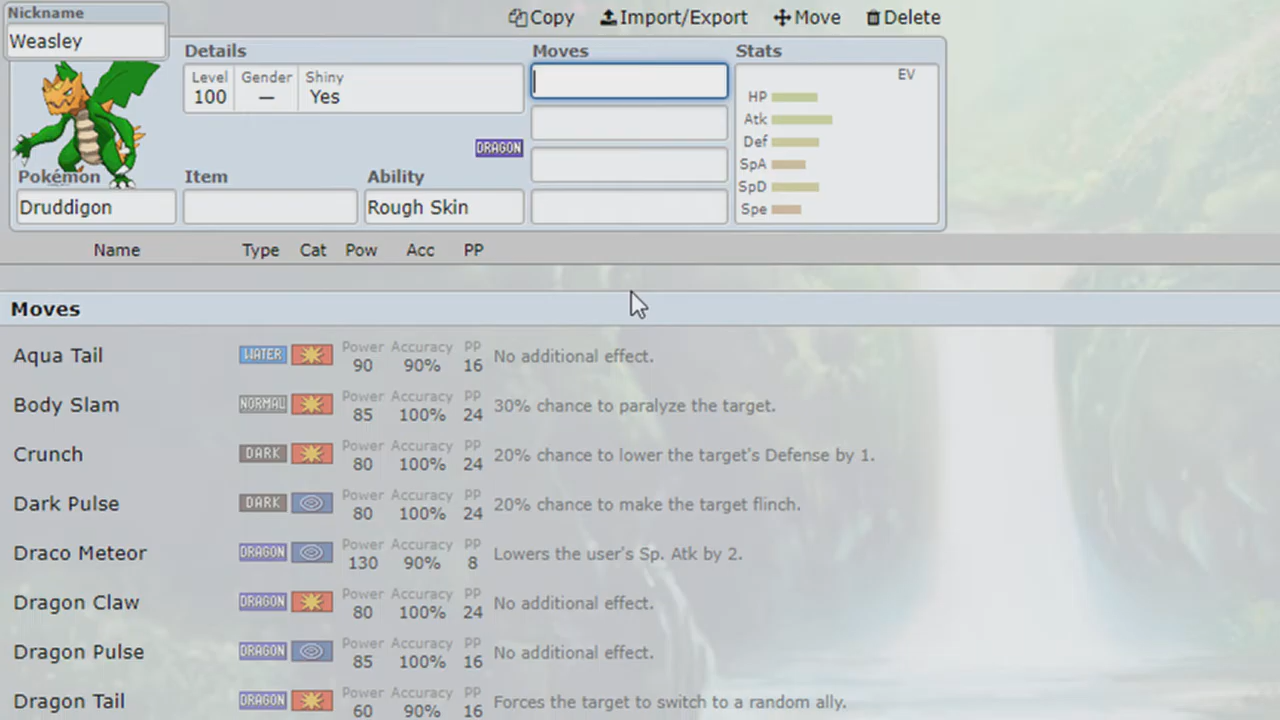 Nickname
Weasley
Copy Import/Export Move Delete
Details
Level Gender Shiny
100 — Yes
DRAGON
Pokémon Item Ability
Druddigon Rough Skin
Moves
Stats
EV
HP
Atk
Def
SpA
SpD
Spe
Name Type Cat Pow Acc PP
Moves
Aqua Tail WATER Power 90 Accuracy 90% PP 16 No additional effect.
Body Slam NORMAL Power 85 Accuracy 100% PP 24 30% chance to paralyze the target.
Crunch DARK Power 80 Accuracy 100% PP 24 20% chance to lower the target's Defense by 1.
Dark Pulse DARK Power 80 Accuracy 100% PP 24 20% chance to make the target flinch.
Draco Meteor DRAGON Power 130 Accuracy 90% PP 8 Lowers the user's Sp. Atk by 2.
Dragon Claw DRAGON Power 80 Accuracy 100% PP 24 No additional effect.
Dragon Pulse DRAGON Power 85 Accuracy 100% PP 16 No additional effect.
Dragon Tail DRAGON Power 60 Accuracy 90% PP 16 Forces the target to switch to a random ally.